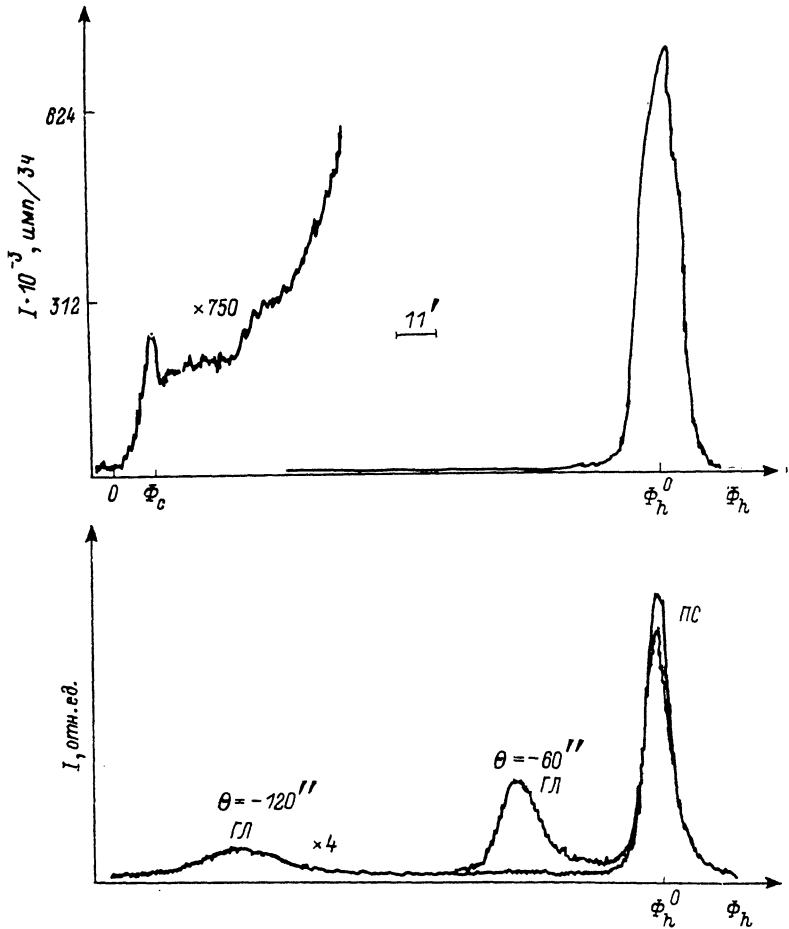 I·10⁻³, имп/3ч
824
312
×750
11′
0 Φc Φh⁰ Φh
I, отн.ед.
ПС
θ = -60″
ГЛ
θ = -120″
ГЛ
×4
Φh⁰ Φh